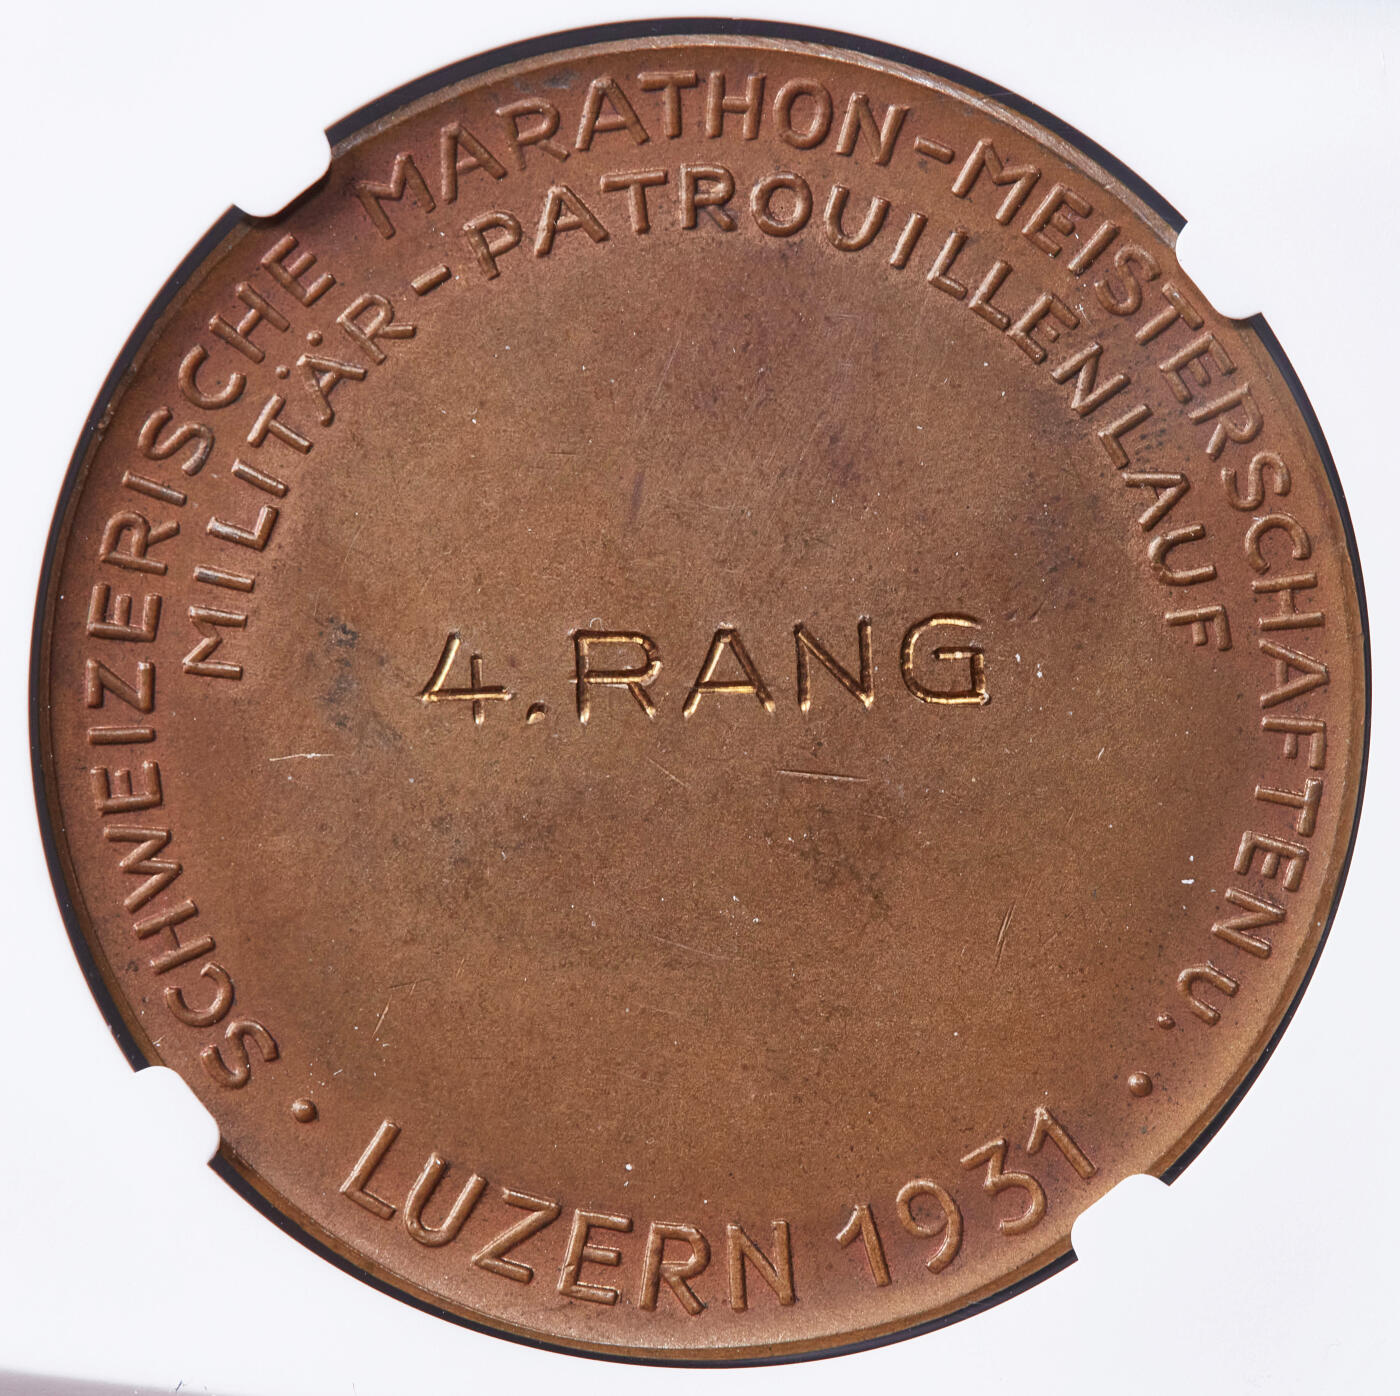 SCHWEIZERISCHE MARATHON-MEISTERSCHAFTEN U.
MILITÄR-PATROUILLENLAUF
4. RANG
· LUZERN 1931 ·